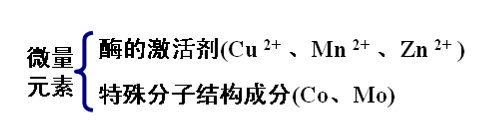 微量
元素
酶的激活剂(Cu ²⁺、Mn ²⁺、Zn ²⁺)
特殊分子结构成分(Co、Mo)